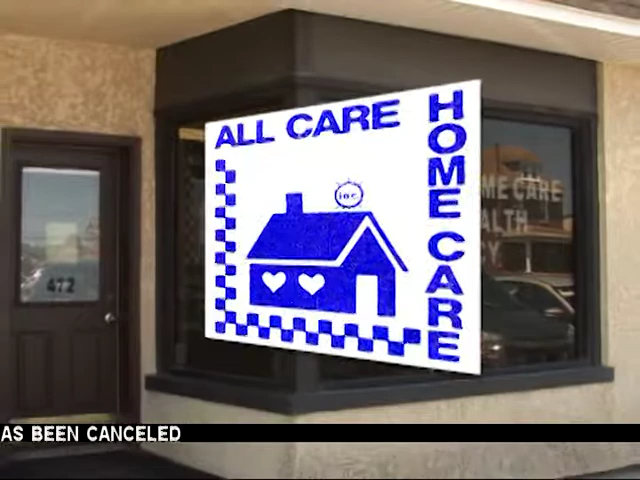 ALL CARE
HOME CARE
inc.
ME CARE
ALTH
CY
472
AS BEEN CANCELED